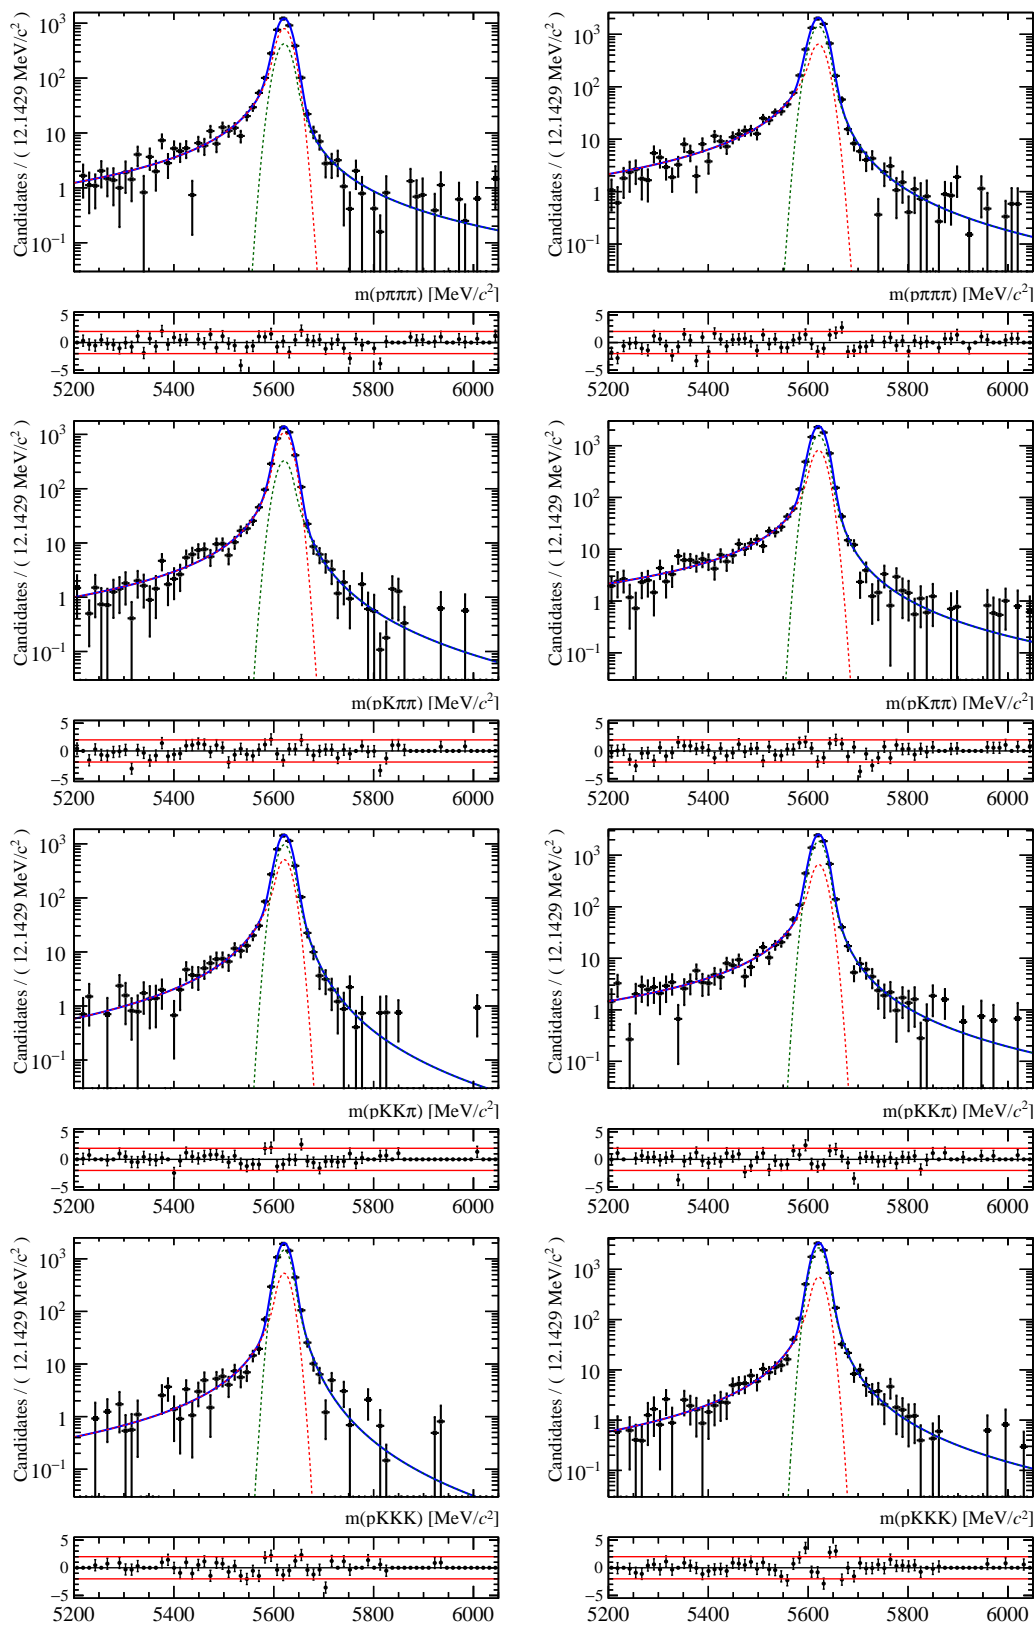 Candidates / ( 12.1429 MeV/c²)
10³
10²
10
1
10⁻¹
m(pπππ) [MeV/c²]
5
0
−5
5200 5400 5600 5800 6000
Candidates / ( 12.1429 MeV/c²)
10³
10²
10
1
10⁻¹
m(pπππ) [MeV/c²]
5
0
−5
5200 5400 5600 5800 6000
Candidates / ( 12.1429 MeV/c²)
10³
10²
10
1
10⁻¹
m(pKππ) [MeV/c²]
5
0
−5
5200 5400 5600 5800 6000
Candidates / ( 12.1429 MeV/c²)
10³
10²
10
1
10⁻¹
m(pKππ) [MeV/c²]
5
0
−5
5200 5400 5600 5800 6000
Candidates / ( 12.1429 MeV/c²)
10³
10²
10
1
10⁻¹
m(pKKπ) [MeV/c²]
5
0
−5
5200 5400 5600 5800 6000
Candidates / ( 12.1429 MeV/c²)
10³
10²
10
1
10⁻¹
m(pKKπ) [MeV/c²]
5
0
−5
5200 5400 5600 5800 6000
Candidates / ( 12.1429 MeV/c²)
10³
10²
10
1
10⁻¹
m(pKKK) [MeV/c²]
5
0
−5
5200 5400 5600 5800 6000
Candidates / ( 12.1429 MeV/c²)
10³
10²
10
1
10⁻¹
m(pKKK) [MeV/c²]
5
0
−5
5200 5400 5600 5800 6000